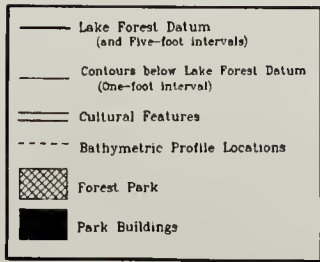 Lake Forest Datum
(and Five-foot intervals)
Contours below Lake Forest Datum
(One-foot interval)
Cultural Features
Bathymetric Profile Locations
Forest Park
Park Buildings